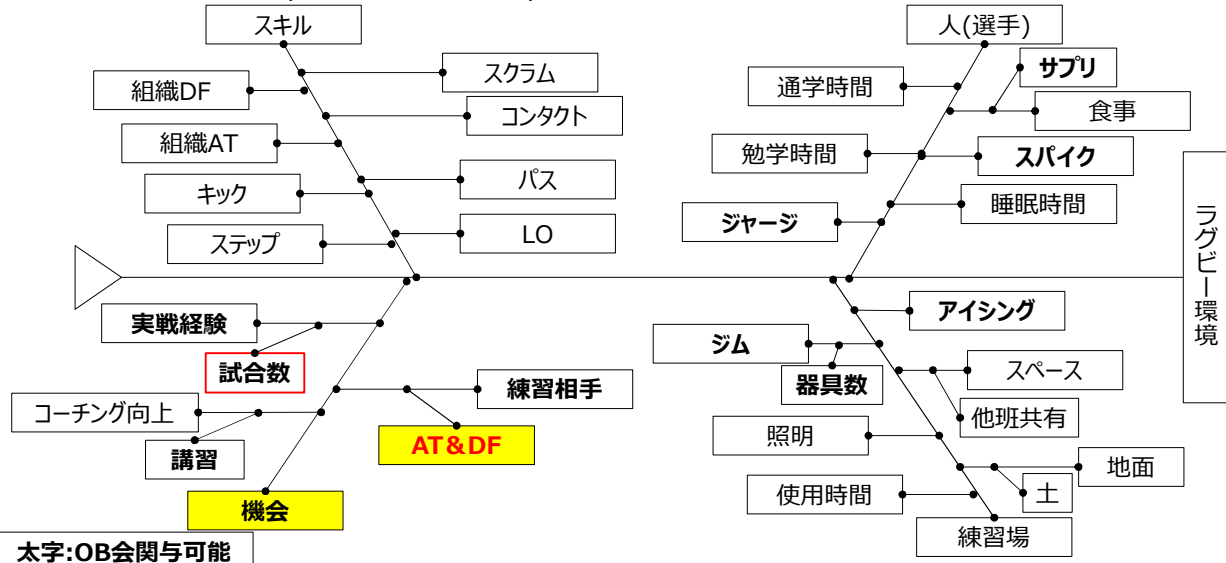 スキル
人(選手)
スクラム
サプリ
組織DF
通学時間
コンタクト
食事
組織AT
勉学時間
スパイク
キック
パス
睡眠時間
ジャージ
ステップ
LO
ラグビー環境
実戦経験
アイシング
試合数
ジム
器具数
スペース
練習相手
コーチング向上
他班共有
AT&DF
照明
講習
地面
使用時間
土
機会
練習場
太字:OB会関与可能